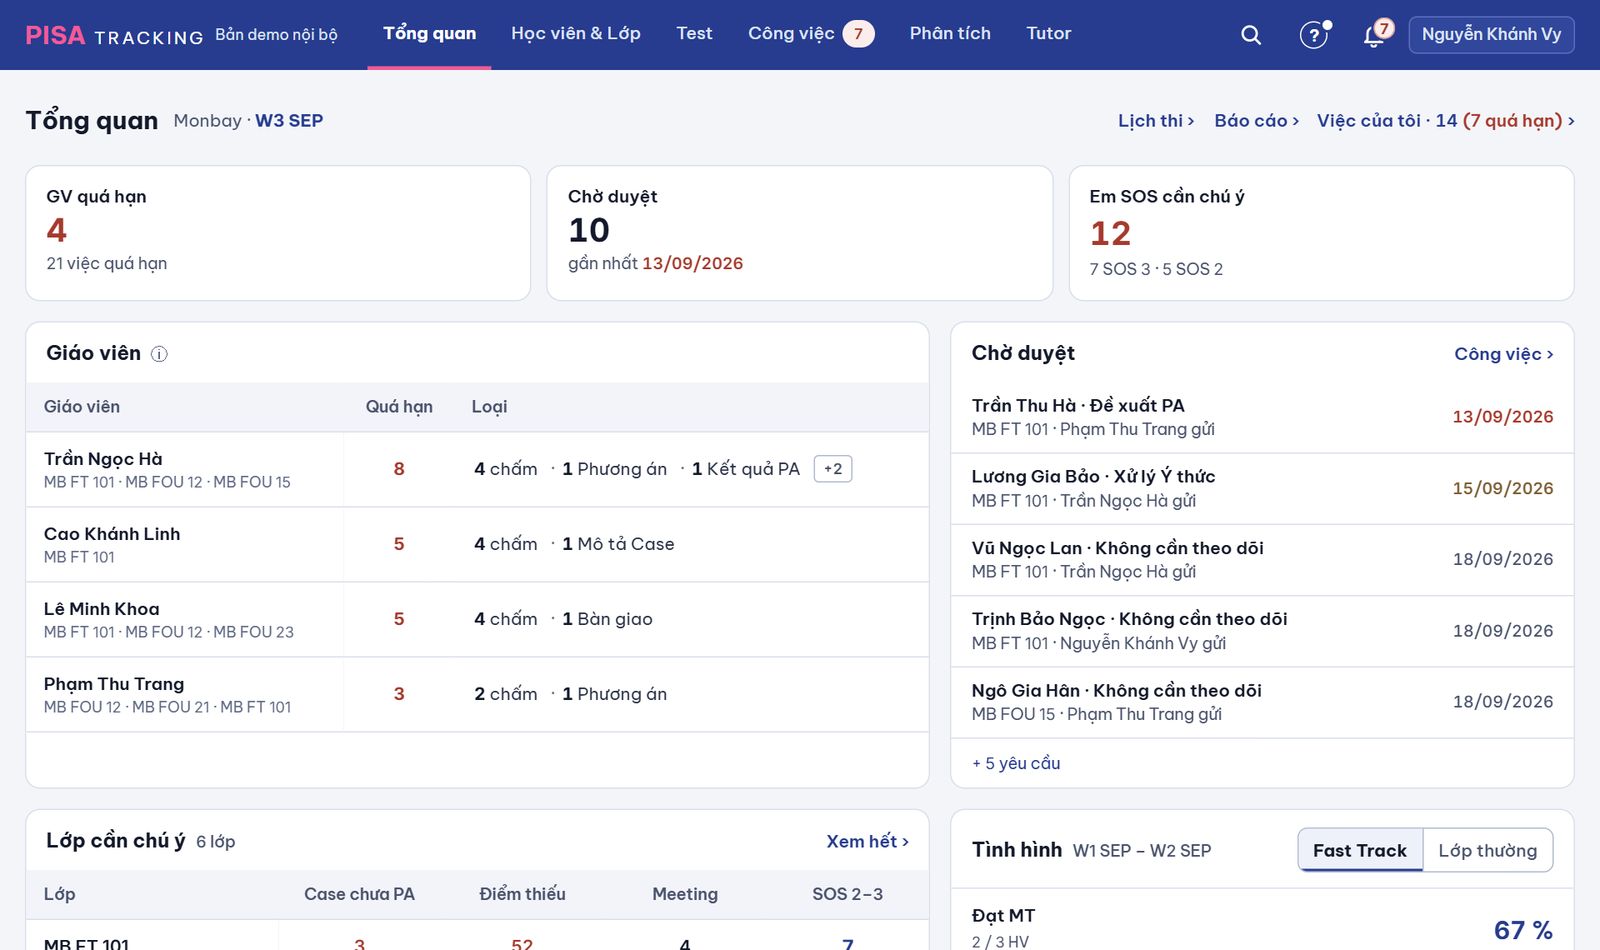 PISA TRACKING Bản demo nội bộ Tổng quan Học viên & Lớp Test Công việc 7 Phân tích Tutor ? 7 Nguyễn Khánh Vy
Tổng quan Monbay · W3 SEP Lịch thi › Báo cáo › Việc của tôi · 14 (7 quá hạn) ›
GV quá hạn
4
21 việc quá hạn
Chờ duyệt
10
gần nhất 13/09/2026
Em SOS cần chú ý
12
7 SOS 3 · 5 SOS 2
Giáo viên ⓘ
Giáo viên Quá hạn Loại
Trần Ngọc Hà
MB FT 101 · MB FOU 12 · MB FOU 15
8 4 chấm · 1 Phương án · 1 Kết quả PA +2
Cao Khánh Linh
MB FT 101
5 4 chấm · 1 Mô tả Case
Lê Minh Khoa
MB FT 101 · MB FOU 12 · MB FOU 23
5 4 chấm · 1 Bàn giao
Phạm Thu Trang
MB FOU 12 · MB FOU 21 · MB FT 101
3 2 chấm · 1 Phương án
Chờ duyệt Công việc ›
Trần Thu Hà · Đề xuất PA
MB FT 101 · Phạm Thu Trang gửi
13/09/2026
Lương Gia Bảo · Xử lý Ý thức
MB FT 101 · Trần Ngọc Hà gửi
15/09/2026
Vũ Ngọc Lan · Không cần theo dõi
MB FT 101 · Trần Ngọc Hà gửi
18/09/2026
Trịnh Bảo Ngọc · Không cần theo dõi
MB FT 101 · Nguyễn Khánh Vy gửi
18/09/2026
Ngô Gia Hân · Không cần theo dõi
MB FOU 15 · Phạm Thu Trang gửi
18/09/2026
+ 5 yêu cầu
Lớp cần chú ý 6 lớp Xem hết ›
Lớp Case chưa PA Điểm thiếu Meeting SOS 2–3
MB FT 101 3 52 4 7
Tình hình W1 SEP – W2 SEP Fast Track Lớp thường
Đạt MT
2 / 3 HV
67 %